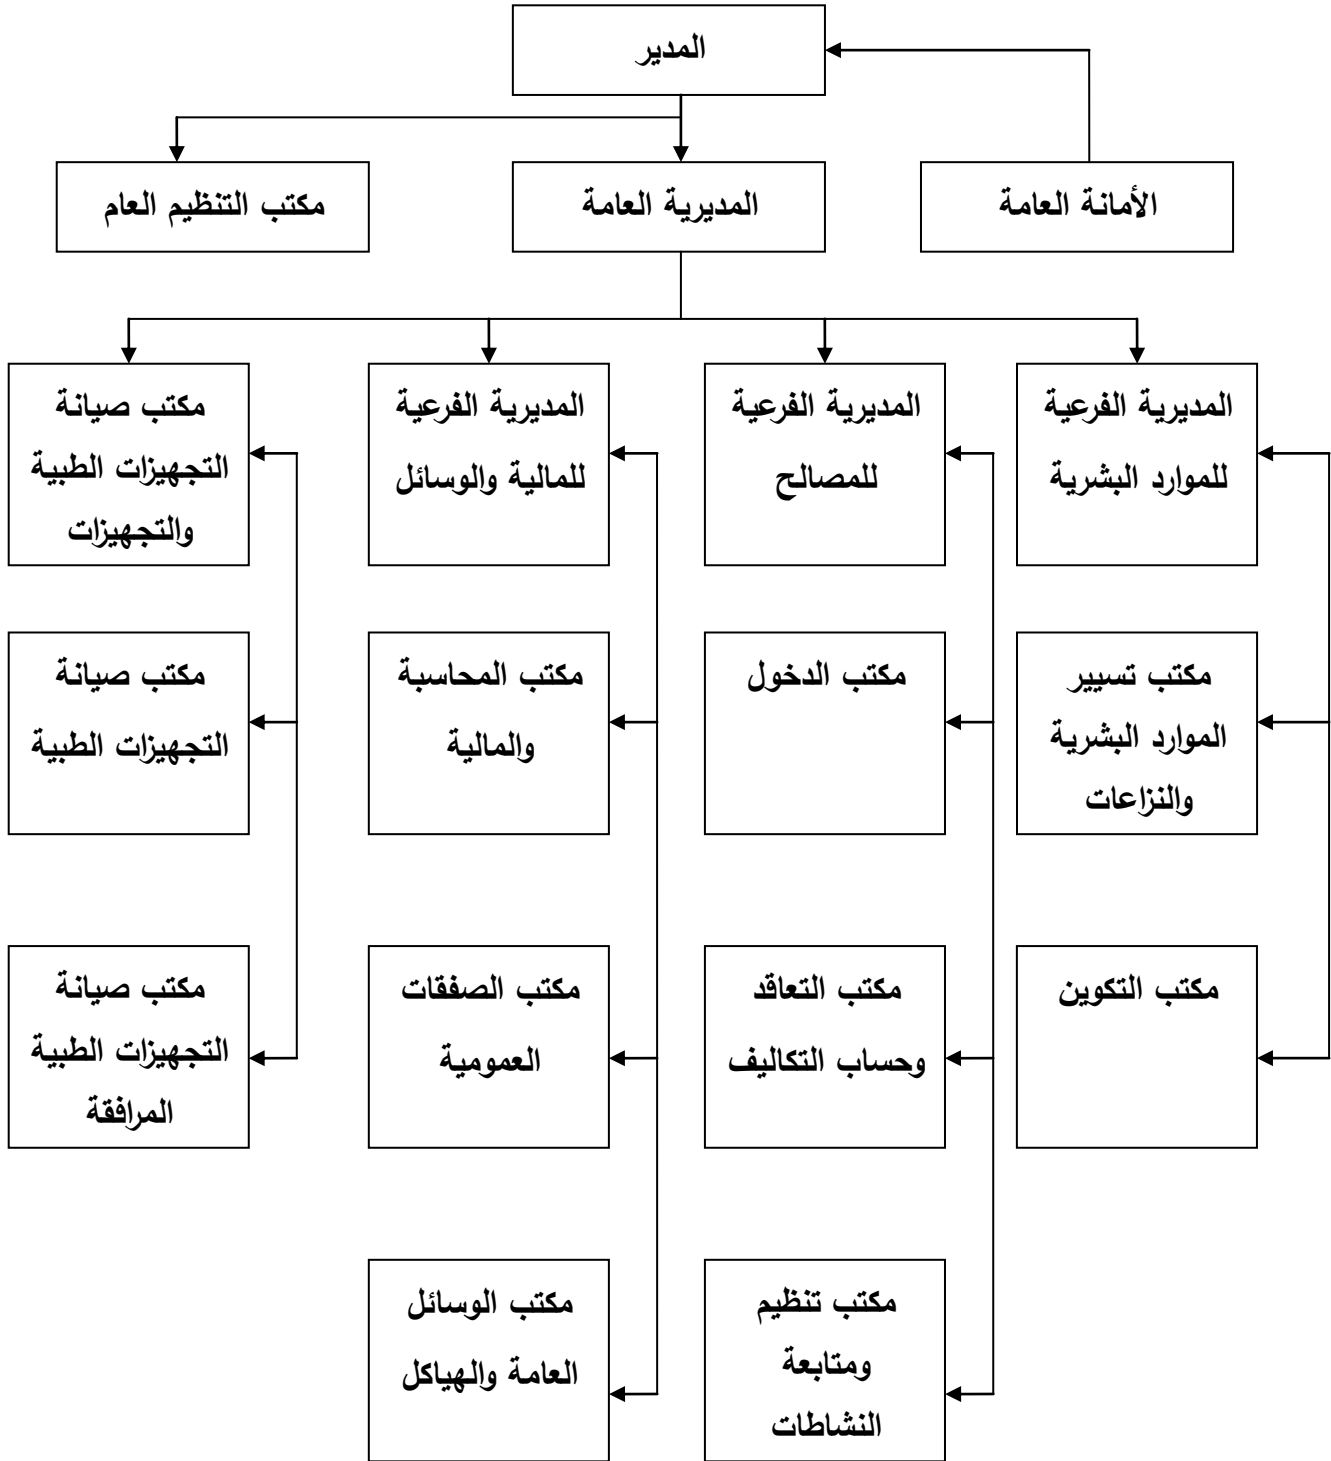 المدير
الأمانة العامة
المديرية العامة
مكتب التنظيم العام
المديرية الفرعية
للموارد البشرية
المديرية الفرعية
للمصالح
المديرية الفرعية
للمالية والوسائل
مكتب صيانة
التجهيزات الطبية
والتجهيزات
مكتب تسيير
الموارد البشرية
والنزاعات
مكتب الدخول
مكتب المحاسبة
والمالية
مكتب صيانة
التجهيزات الطبية
مكتب التكوين
مكتب التعاقد
وحساب التكاليف
مكتب الصفقات
العمومية
مكتب صيانة
التجهيزات الطبية
المرافقة
مكتب تنظيم
ومتابعة
النشاطات
مكتب الوسائل
العامة والهياكل